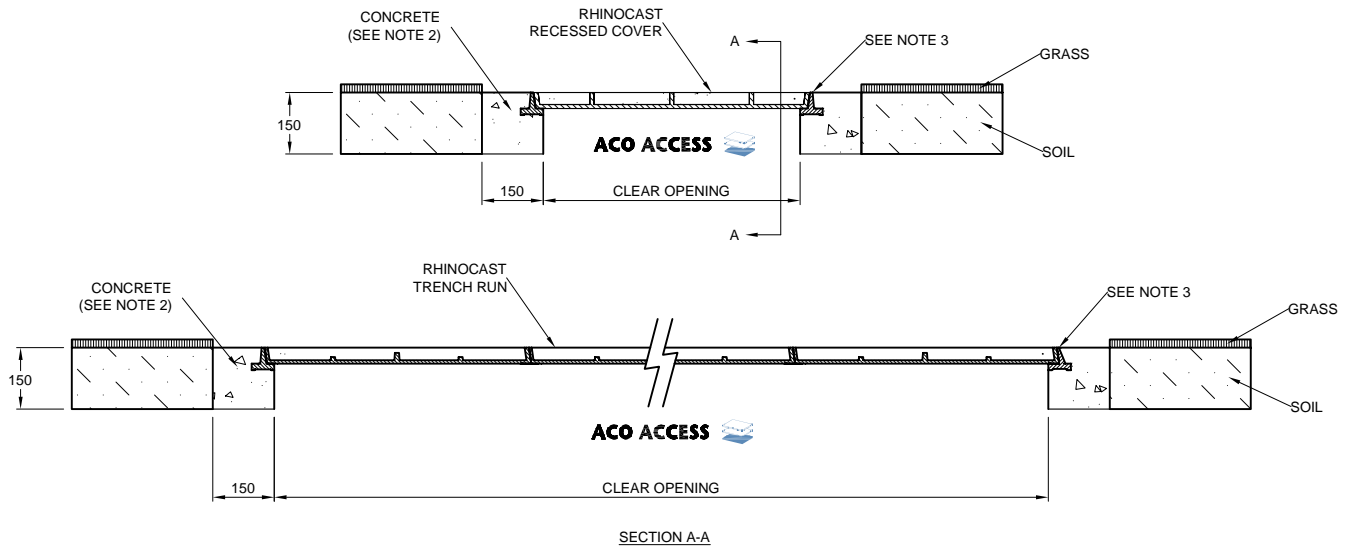 CONCRETE
(SEE NOTE 2)
RHINOCAST
RECESSED COVER
A
SEE NOTE 3
GRASS
150
ACO ACCESS
SOIL
150
CLEAR OPENING
A
RHINOCAST
TRENCH RUN
CONCRETE
(SEE NOTE 2)
SEE NOTE 3
GRASS
150
SOIL
ACO ACCESS
150
CLEAR OPENING
SECTION A-A